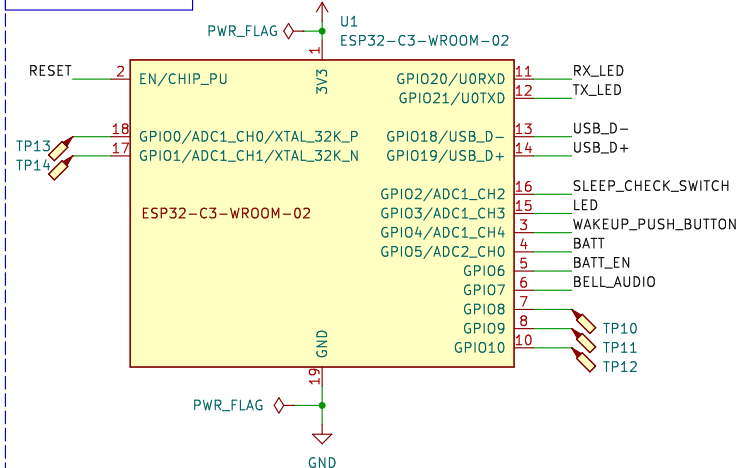 PWR_FLAG
U1
ESP32-C3-WROOM-02
1
3V3
RESET
2
EN/CHIP_PU
GPIO20/U0RXD
11
RX_LED
GPIO21/U0TXD
12
TX_LED
TP13
18
GPIO0/ADC1_CH0/XTAL_32K_P
GPIO18/USB_D-
13
USB_D-
TP14
17
GPIO1/ADC1_CH1/XTAL_32K_N
GPIO19/USB_D+
14
USB_D+
GPIO2/ADC1_CH2
16
SLEEP_CHECK_SWITCH
ESP32-C3-WROOM-02
GPIO3/ADC1_CH3
15
LED
GPIO4/ADC1_CH4
3
WAKEUP_PUSH_BUTTON
GPIO5/ADC2_CH0
4
BATT
GPIO6
5
BATT_EN
GPIO7
6
BELL_AUDIO
GPIO8
7
TP10
GPIO9
8
TP11
GPIO10
10
TP12
GND
19
PWR_FLAG
GND